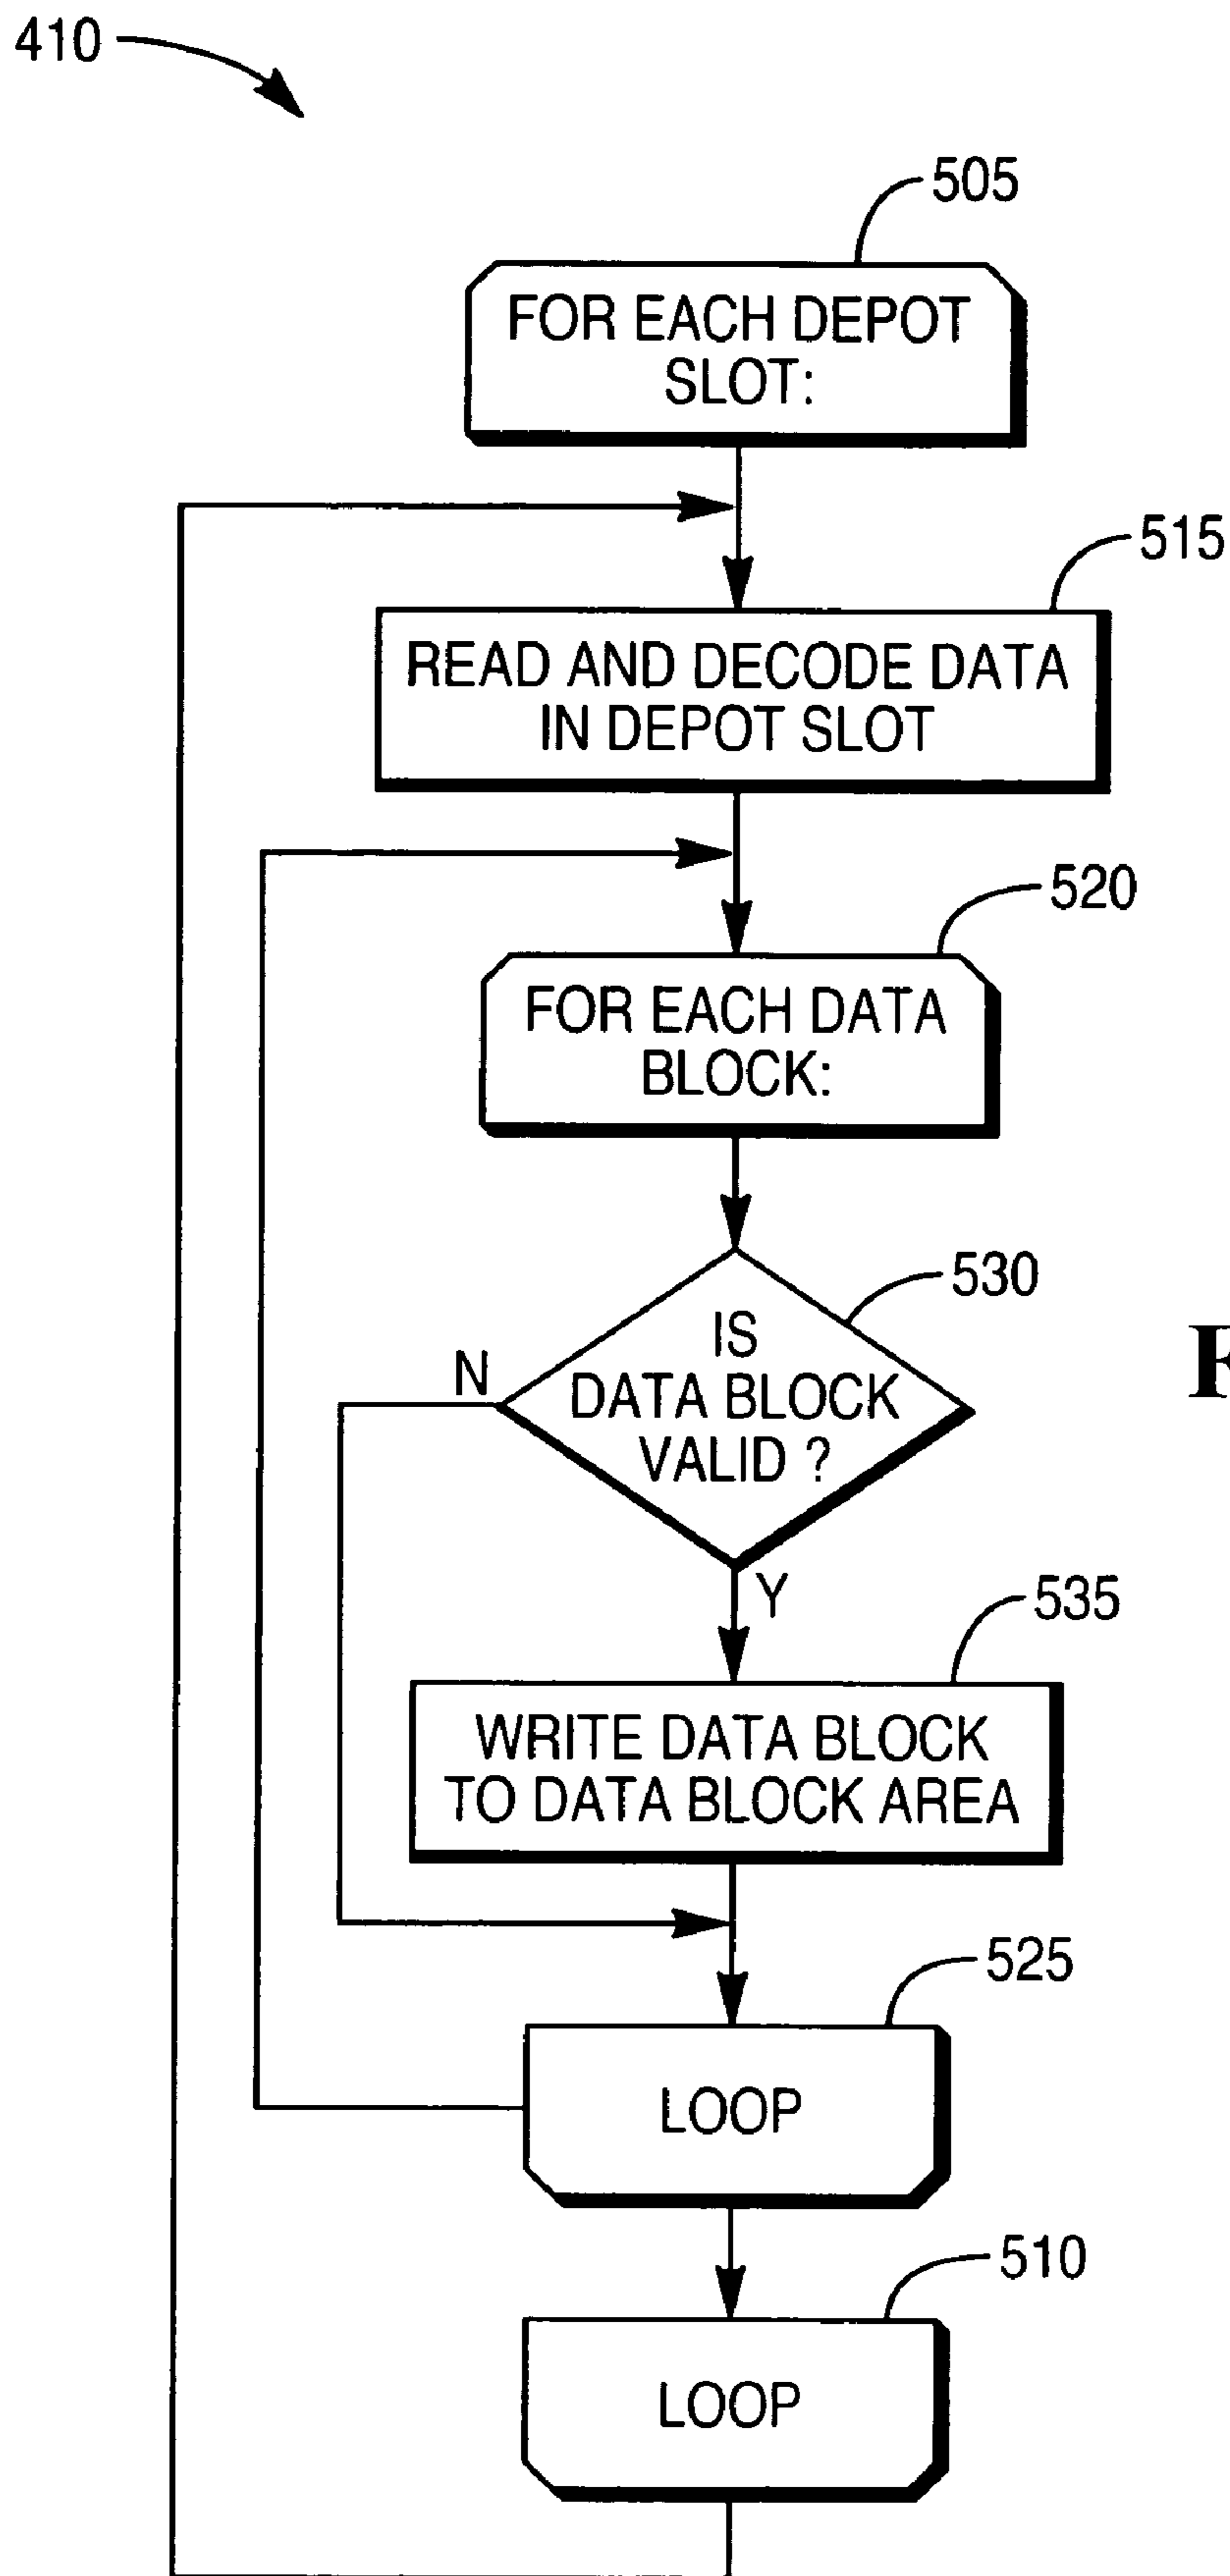 410
505
FOR EACH DEPOT
SLOT:
515
READ AND DECODE DATA
IN DEPOT SLOT
520
FOR EACH DATA
BLOCK:
530
IS
DATA BLOCK
VALID ?
N
Y
535
WRITE DATA BLOCK
TO DATA BLOCK AREA
525
LOOP
510
LOOP